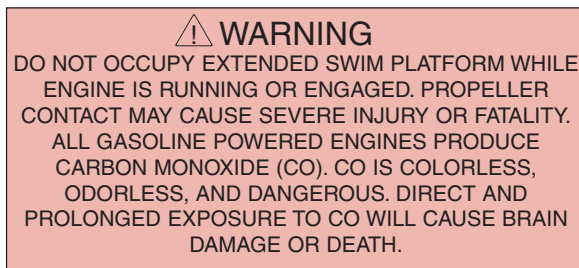 ⚠ WARNING
DO NOT OCCUPY EXTENDED SWIM PLATFORM WHILE
ENGINE IS RUNNING OR ENGAGED. PROPELLER
CONTACT MAY CAUSE SEVERE INJURY OR FATALITY.
ALL GASOLINE POWERED ENGINES PRODUCE
CARBON MONOXIDE (CO). CO IS COLORLESS,
ODORLESS, AND DANGEROUS. DIRECT AND
PROLONGED EXPOSURE TO CO WILL CAUSE BRAIN
DAMAGE OR DEATH.